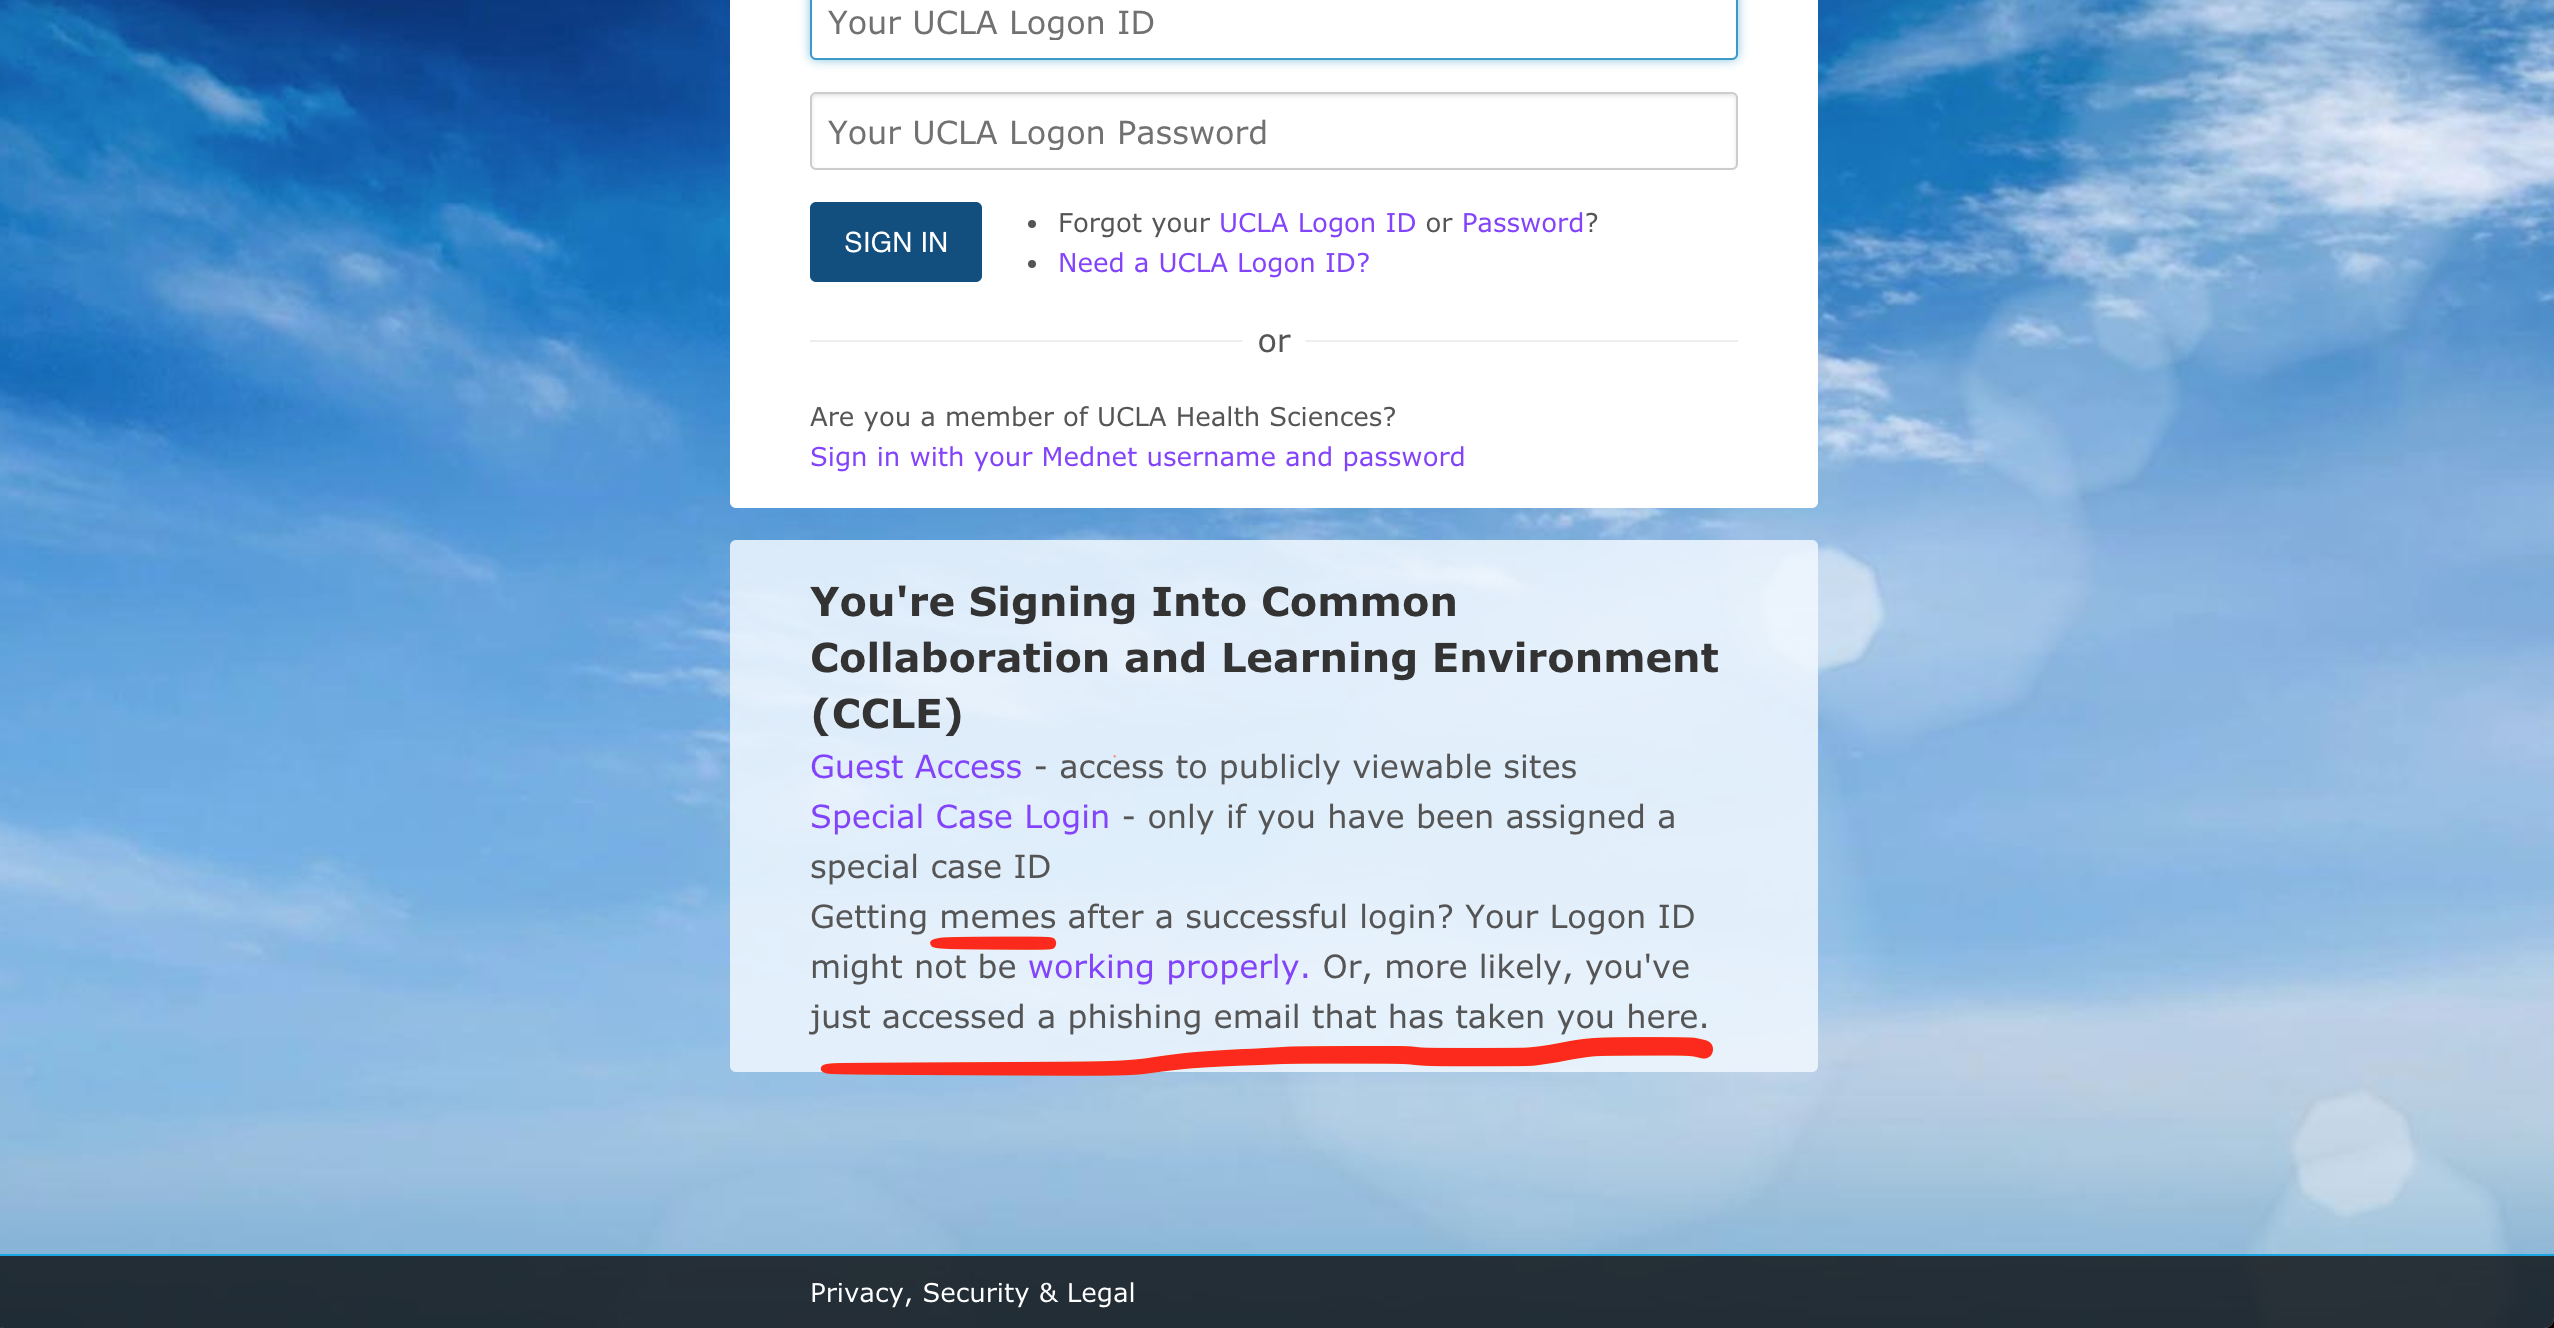 Your UCLA Logon ID
Your UCLA Logon Password
SIGN IN
• Forgot your UCLA Logon ID or Password?
• Need a UCLA Logon ID?
or
Are you a member of UCLA Health Sciences?
Sign in with your Mednet username and password
You're Signing Into Common
Collaboration and Learning Environment
(CCLE)
Guest Access - access to publicly viewable sites
Special Case Login - only if you have been assigned a
special case ID
Getting memes after a successful login? Your Logon ID
might not be working properly. Or, more likely, you've
just accessed a phishing email that has taken you here.
Privacy, Security & Legal